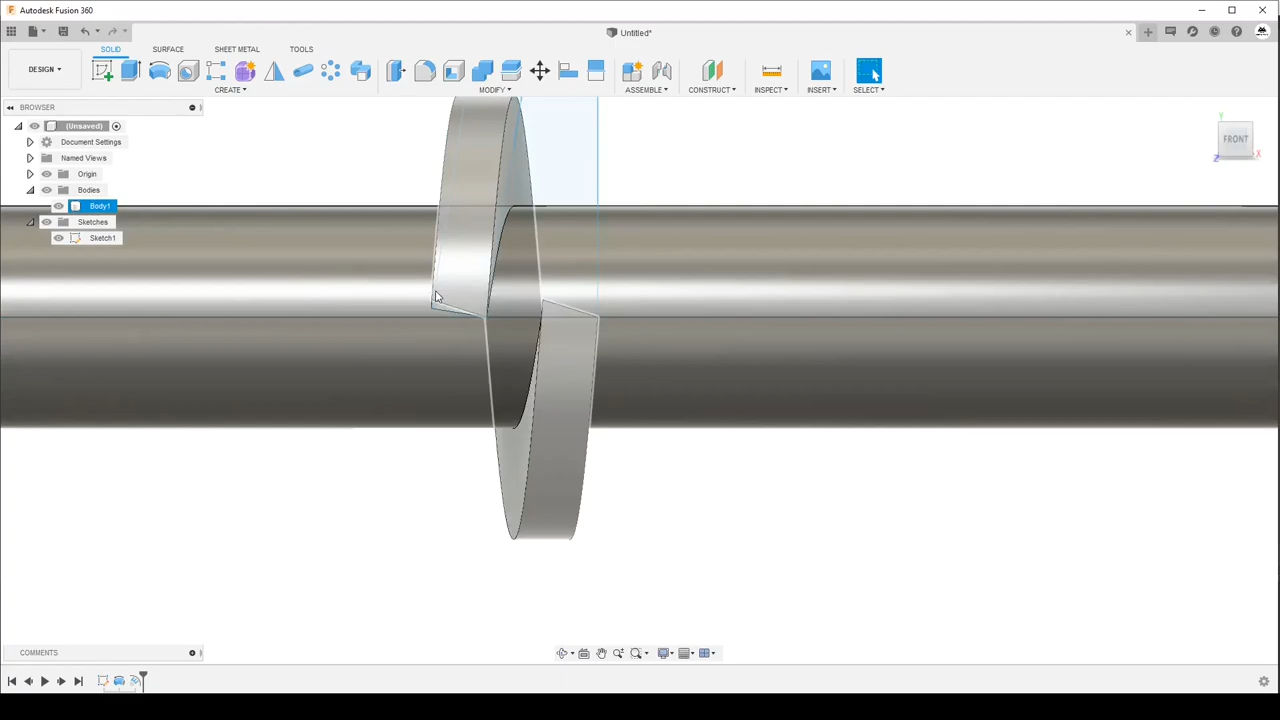 Autodesk Fusion 360
Untitled*
DESIGN
SOLID SURFACE SHEET METAL TOOLS
CREATE MODIFY ASSEMBLE CONSTRUCT INSPECT INSERT SELECT
BROWSER
(Unsaved)
Document Settings
Named Views
Origin
Bodies
Body1
Sketches
Sketch1
Y
FRONT
X
Z
COMMENTS